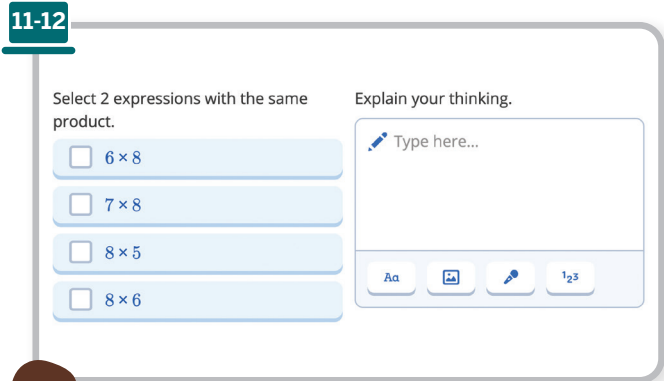 11-12
Select 2 expressions with the same
product.
6 × 8
7 × 8
8 × 5
8 × 6
Explain your thinking.
Type here...
Aa
123